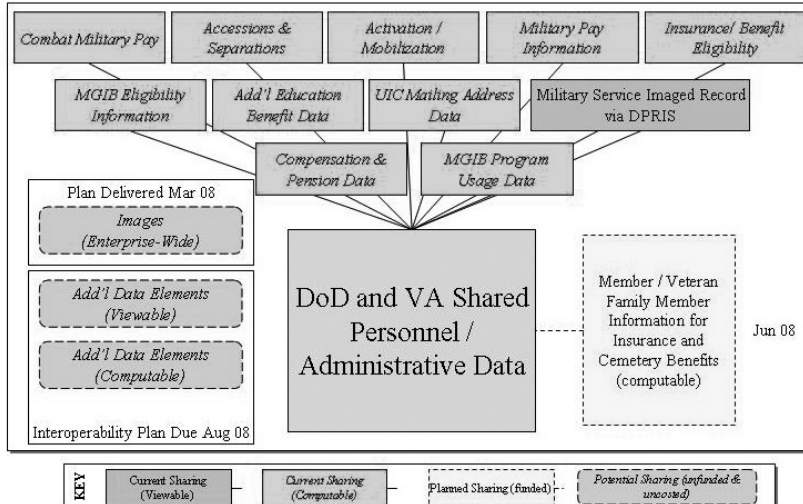 Combat Military Pay
Accessions &
Separations
Activation /
Mobilization
Military Pay
Information
Insurance/ Benefit
Eligibility
MGIB Eligibility
Information
Add'l Education
Benefit Data
UIC Mailing Address
Data
Military Service Imaged Record
via DPRIS
Compensation &
Pension Data
MGIB Program
Usage Data
Plan Delivered Mar 08
Images
(Enterprise-Wide)
Add'l Data Elements
(Viewable)
Add'l Data Elements
(Computable)
Interoperability Plan Due Aug 08
DoD and VA Shared
Personnel /
Administrative Data
Member / Veteran
Family Member
Information for
Insurance and
Cemetery Benefits
(computable)
Jun 08
KEY
Current Sharing
(Viewable)
Current Sharing
(Computable)
Planned Sharing (funded)
Potential Sharing (unfunded &
uncosted)